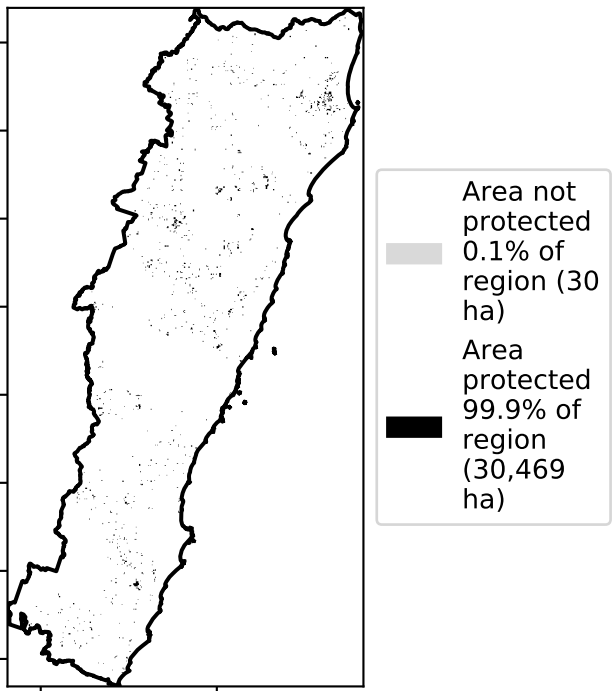 Area not
protected
0.1% of
region (30
ha)
Area
protected
99.9% of
region
(30,469
ha)